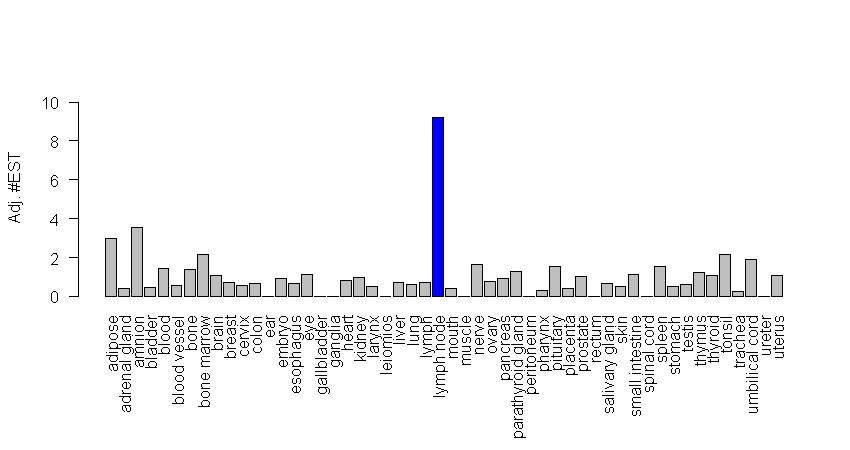 Adj. #EST
10
8
6
4
2
0
adipose
adrenal gland
amnion
bladder
blood
blood vessel
bone
bone marrow
brain
breast
cervix
colon
ear
embryo
esophagus
eye
gallbladder
ganglia
heart
kidney
larynx
leiomios
liver
lung
lymph
lymph node
mouth
muscle
nerve
ovary
pancreas
parathyroid gland
peritoneum
pharynx
pituitary
placenta
prostate
rectum
salivary gland
skin
small intestine
spinal cord
spleen
stomach
testis
thymus
thyroid
tonsil
trachea
umbilical cord
ureter
uterus